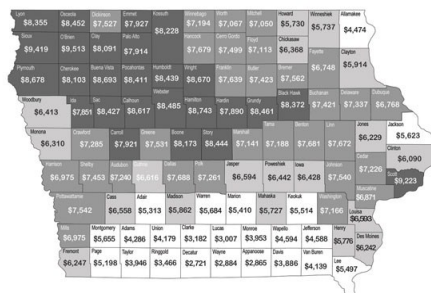 Lyon Osceola Dickinson Emmet Kossuth Winnebago Worth Mitchell Howard Winneshiek Allamakee
$8,355 $8,452 $7,527 $7,927 $8,228 $7,194 $7,067 $7,050 $5,730 $5,737 $4,474
Sioux O'Brien Clay Palo Alto Hancock Cerro Gordo Floyd Chickasaw
$9,419 $9,513 $8,091 $7,914 $7,679 $7,499 $7,113 $6,368
Fayette Clayton
$6,748 $5,914
Plymouth Cherokee Buena Vista Pocahontas Humboldt Wright Franklin Butler Bremer
$8,678 $8,103 $8,693 $8,411 $8,439 $8,670 $7,839 $7,423 $7,562
Woodbury Ida Sac Calhoun Webster Hamilton Hardin Grundy Black Hawk Buchanan Delaware Dubuque
$6,413 $7,851 $8,427 $8,617 $8,485 $8,743 $7,890 $8,461 $8,372 $7,421 $7,337 $6,768
Monona Crawford Carroll Greene Boone Story Marshall Tama Benton Linn Jones Jackson
$6,310 $7,285 $7,921 $7,531 $8,173 $8,444 $7,141 $7,188 $7,681 $7,672 $6,229 $5,623
Clinton
$6,090
Harrison Shelby Audubon Dallas Polk Jasper Poweshiek Iowa Johnson Cedar Scott
$6,975 $7,453 $7,240 $7,688 $7,261 $6,594 $6,442 $6,428 $7,540 $7,226 $9,223
Muscatine
$6,871
Pottawattamie Cass Adair Madison Warren Marion Mahaska Keokuk Washington Louisa
$7,542 $6,558 $5,313 $5,862 $5,684 $5,410 $5,727 $5,514 $7,166
Mills Montgomery Adams Union Clarke Lucas Monroe Wapello Jefferson Henry Des Moines
$6,975 $5,655 $4,286 $4,179 $3,182 $3,007 $3,953 $4,594 $4,588 $5,776 $6,242
Fremont Page Taylor Ringgold Decatur Wayne Appanoose Davis Van Buren Lee
$6,247 $5,198 $3,946 $3,466 $2,721 $2,884 $2,865 $3,886 $4,139 $5,497